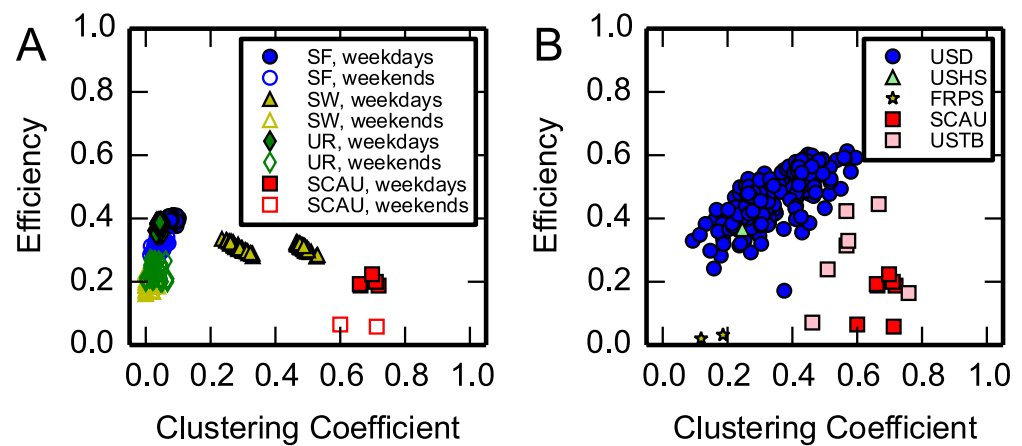 A
B
1.0
0.8
0.6
0.4
0.2
0.0
Efficiency
SF, weekdays
SF, weekends
SW, weekdays
SW, weekends
UR, weekdays
UR, weekends
SCAU, weekdays
SCAU, weekends
0.0 0.2 0.4 0.6 0.8 1.0
Clustering Coefficient
1.0
0.8
0.6
0.4
0.2
0.0
Efficiency
USD
USHS
FRPS
SCAU
USTB
0.0 0.2 0.4 0.6 0.8 1.0
Clustering Coefficient